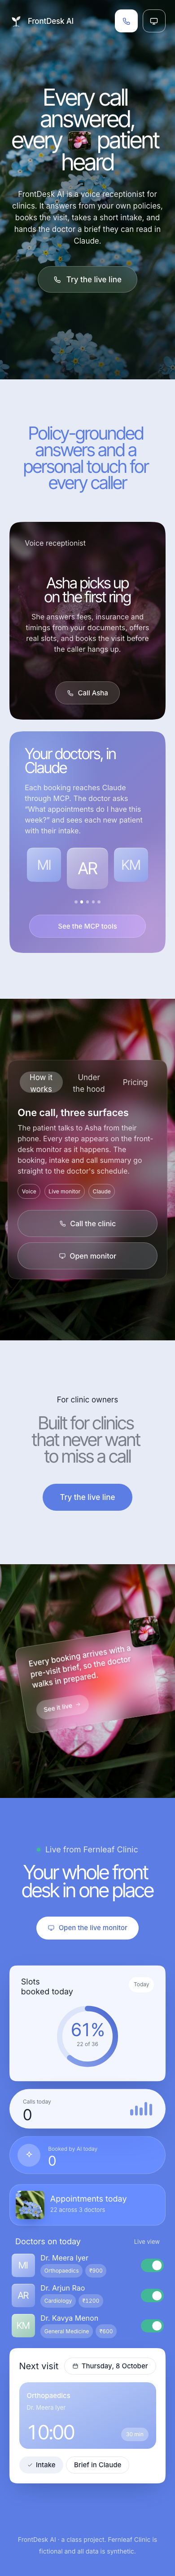 FrontDesk AI
Every call
answered,
every patient
heard
FrontDesk AI is a voice receptionist for
clinics. It answers from your own policies,
books the visit, takes a short intake, and
hands the doctor a brief they can read in
Claude.
Try the live line
Policy-grounded
answers and a
personal touch for
every caller
Voice receptionist
Asha picks up
on the first ring
She answers fees, insurance and
timings from your documents, offers
real slots, and books the visit before
the caller hangs up.
Call Asha
Your doctors, in
Claude
Each booking reaches Claude
through MCP. The doctor asks
“What appointments do I have this
week?” and sees each new patient
with their intake.
MI
AR
KM
See the MCP tools
How it
works
Under
the hood
Pricing
One call, three surfaces
The patient talks to Asha from their
phone. Every step appears on the front-
desk monitor as it happens. The
booking, intake and call summary go
straight to the doctor's schedule.
Voice
Live monitor
Claude
Call the clinic
Open monitor
For clinic owners
Built for clinics
that never want
to miss a call
Try the live line
Every booking arrives with a
pre-visit brief, so the doctor
walks in prepared.
See it live →
Live from Fernleaf Clinic
Your whole front
desk in one place
Open the live monitor
Slots
booked today
Today
61%
22 of 36
Calls today
0
Booked by AI today
0
Appointments today
22 across 3 doctors
Doctors on today
Live view
MI
Dr. Meera Iyer
Orthopaedics
₹900
AR
Dr. Arjun Rao
Cardiology
₹1200
KM
Dr. Kavya Menon
General Medicine
₹600
Next visit
Thursday, 8 October
Orthopaedics
Dr. Meera Iyer
10:00
30 min
Intake
Brief in Claude
FrontDesk AI · a class project. Fernleaf Clinic is
fictional and all data is synthetic.